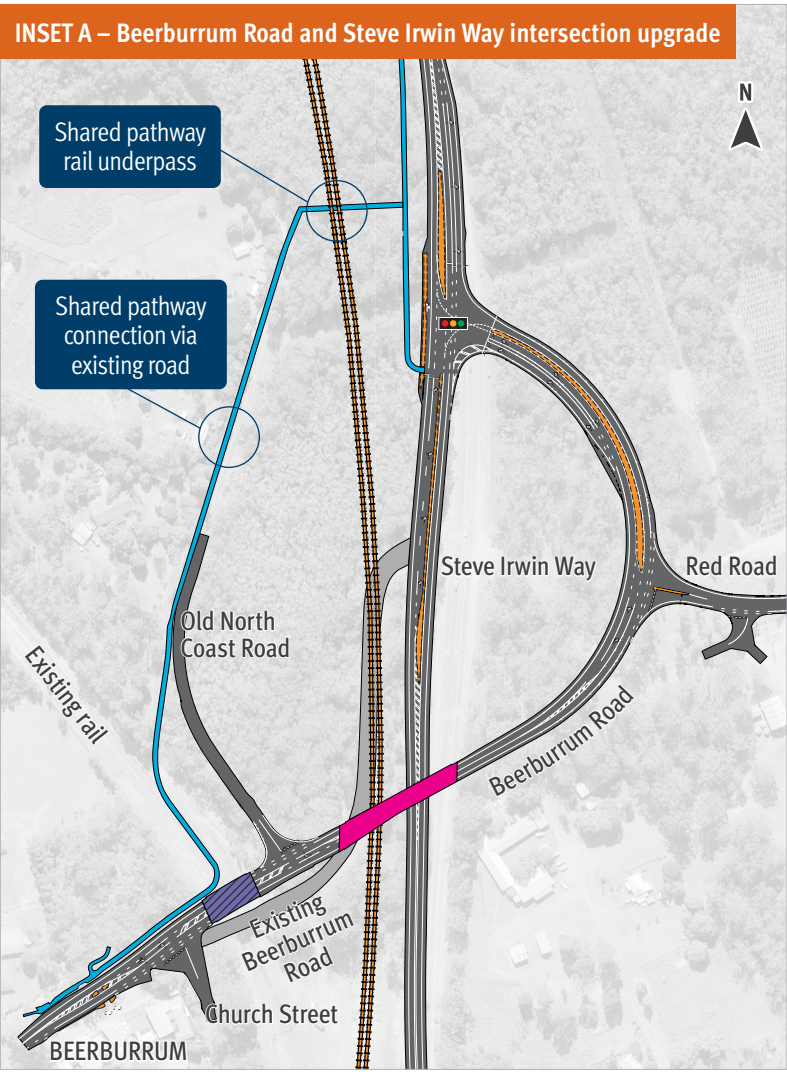 INSET A – Beerburrum Road and Steve Irwin Way intersection upgrade
N
Shared pathway
rail underpass
Shared pathway
connection via
existing road
Steve Irwin Way
Red Road
Old North
Coast Road
Existing rail
Beerburrum Road
Existing
Beerburrum
Road
Church Street
BEERBURRUM